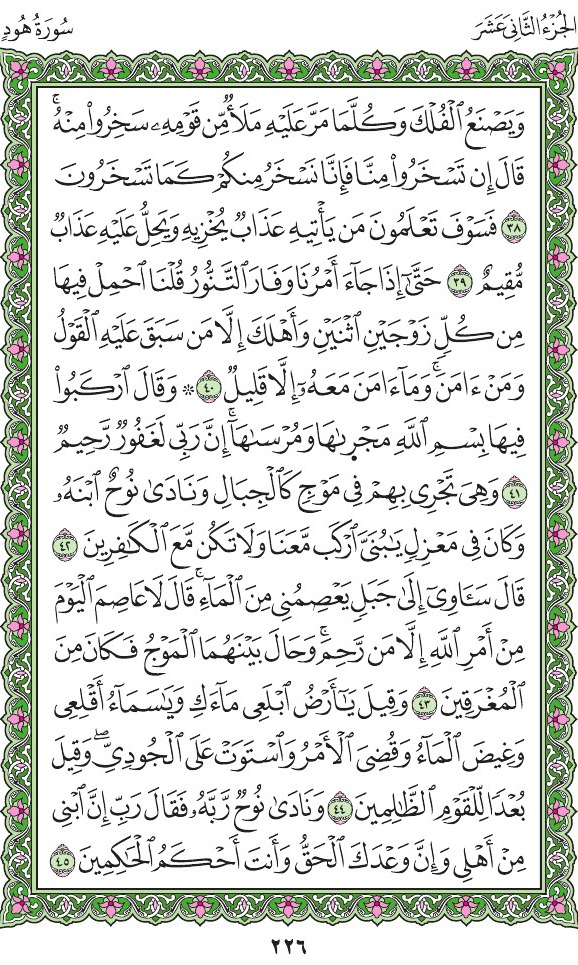 الجُزْءُ الثَّانِي عَشَرَ
سُورَةُ هُودٍ
وَيَصْنَعُ ٱلْفُلْكَ وَكُلَّمَا مَرَّ عَلَيْهِ مَلَأٌ مِّن قَوْمِهِۦ سَخِرُوا۟ مِنْهُ ۚ
قَالَ إِن تَسْخَرُوا۟ مِنَّا فَإِنَّا نَسْخَرُ مِنكُمْ كَمَا تَسْخَرُونَ
٣٨ فَسَوْفَ تَعْلَمُونَ مَن يَأْتِيهِ عَذَابٌ يُخْزِيهِ وَيَحِلُّ عَلَيْهِ عَذَابٌ
مُّقِيمٌ ٣٩ حَتَّىٰٓ إِذَا جَآءَ أَمْرُنَا وَفَارَ ٱلتَّنُّورُ قُلْنَا ٱحْمِلْ فِيهَا
مِن كُلٍّ زَوْجَيْنِ ٱثْنَيْنِ وَأَهْلَكَ إِلَّا مَن سَبَقَ عَلَيْهِ ٱلْقَوْلُ
وَمَنْ ءَامَنَ ۚ وَمَآ ءَامَنَ مَعَهُۥٓ إِلَّا قَلِيلٌ ٤٠ ۞ وَقَالَ ٱرْكَبُوا۟
فِيهَا بِسْمِ ٱللَّهِ مَجْر۪ىٰهَا وَمُرْسَىٰهَآ ۚ إِنَّ رَبِّى لَغَفُورٌ رَّحِيمٌ
٤١ وَهِىَ تَجْرِى بِهِمْ فِى مَوْجٍ كَٱلْجِبَالِ وَنَادَىٰ نُوحٌ ٱبْنَهُۥ
وَكَانَ فِى مَعْزِلٍ يَٰبُنَىَّ ٱرْكَب مَّعَنَا وَلَا تَكُن مَّعَ ٱلْكَٰفِرِينَ ٤٢
قَالَ سَـَٔاوِىٓ إِلَىٰ جَبَلٍ يَعْصِمُنِى مِنَ ٱلْمَآءِ ۚ قَالَ لَا عَاصِمَ ٱلْيَوْمَ
مِنْ أَمْرِ ٱللَّهِ إِلَّا مَن رَّحِمَ ۚ وَحَالَ بَيْنَهُمَا ٱلْمَوْجُ فَكَانَ مِنَ
ٱلْمُغْرَقِينَ ٤٣ وَقِيلَ يَٰٓأَرْضُ ٱبْلَعِى مَآءَكِ وَيَٰسَمَآءُ أَقْلِعِى
وَغِيضَ ٱلْمَآءُ وَقُضِىَ ٱلْأَمْرُ وَٱسْتَوَتْ عَلَى ٱلْجُودِىِّ ۖ وَقِيلَ
بُعْدًا لِّلْقَوْمِ ٱلظَّٰلِمِينَ ٤٤ وَنَادَىٰ نُوحٌ رَّبَّهُۥ فَقَالَ رَبِّ إِنَّ ٱبْنِى
مِنْ أَهْلِى وَإِنَّ وَعْدَكَ ٱلْحَقُّ وَأَنتَ أَحْكَمُ ٱلْحَٰكِمِينَ ٤٥
٢٢٦